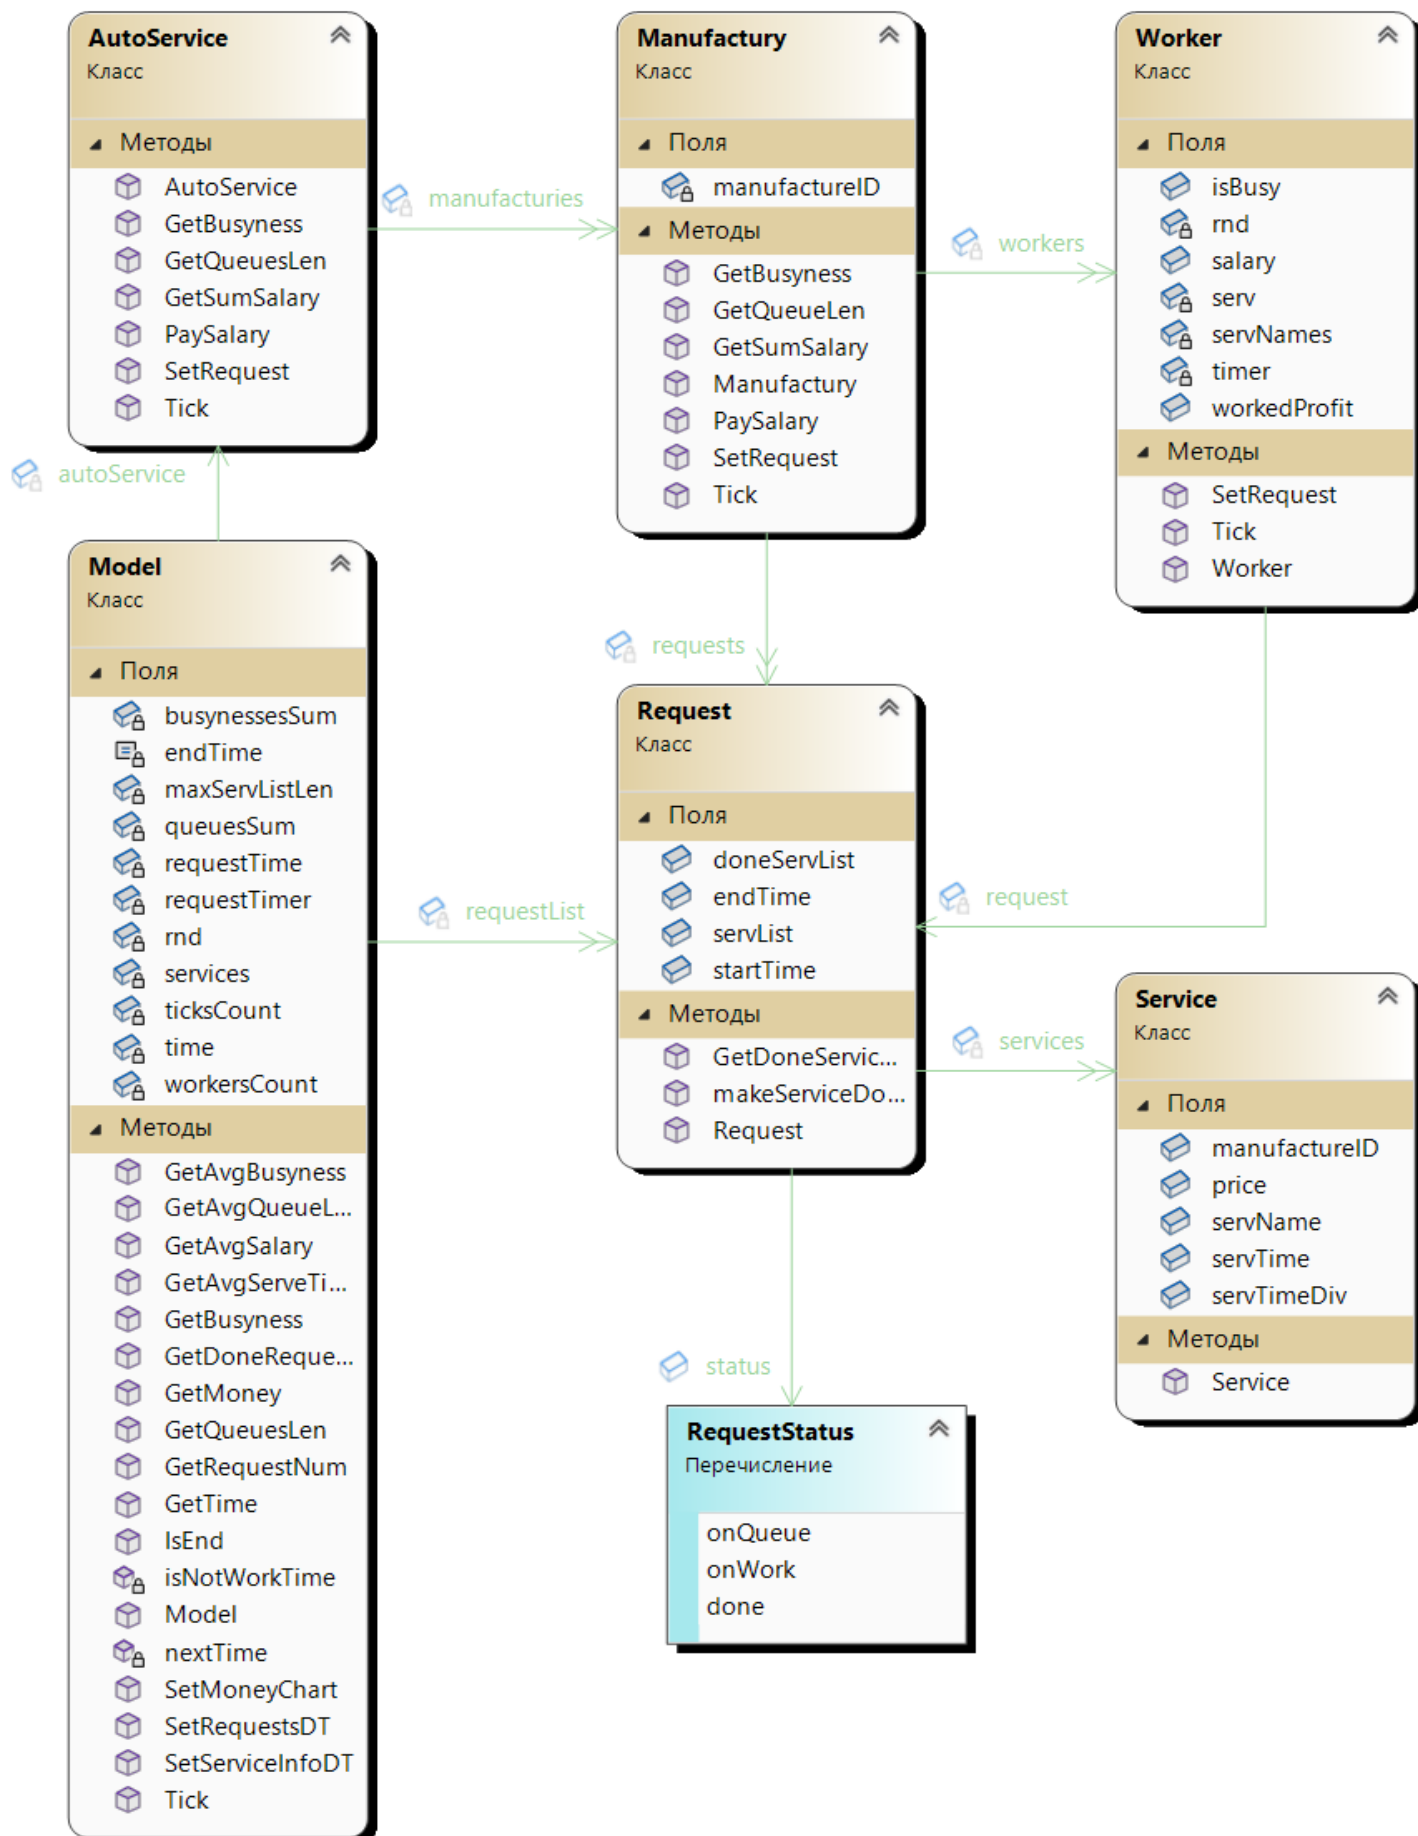 AutoService
Класс
Методы
AutoService
GetBusyness
GetQueuesLen
GetSumSalary
PaySalary
SetRequest
Tick
manufacturies
Manufactury
Класс
Поля
manufactureID
Методы
GetBusyness
GetQueueLen
GetSumSalary
Manufactury
PaySalary
SetRequest
Tick
workers
Worker
Класс
Поля
isBusy
rnd
salary
serv
servNames
timer
workedProfit
Методы
SetRequest
Tick
Worker
autoService
Model
Класс
Поля
busynessesSum
endTime
maxServListLen
queuesSum
requestTime
requestTimer
rnd
services
ticksCount
time
workersCount
Методы
GetAvgBusyness
GetAvgQueueL...
GetAvgSalary
GetAvgServeTi...
GetBusyness
GetDoneReque...
GetMoney
GetQueuesLen
GetRequestNum
GetTime
IsEnd
isNotWorkTime
Model
nextTime
SetMoneyChart
SetRequestsDT
SetServiceInfoDT
Tick
requestList
requests
Request
Класс
Поля
doneServList
endTime
servList
startTime
Методы
GetDoneServic...
makeServiceDo...
Request
request
services
Service
Класс
Поля
manufactureID
price
servName
servTime
servTimeDiv
Методы
Service
status
RequestStatus
Перечисление
onQueue
onWork
done